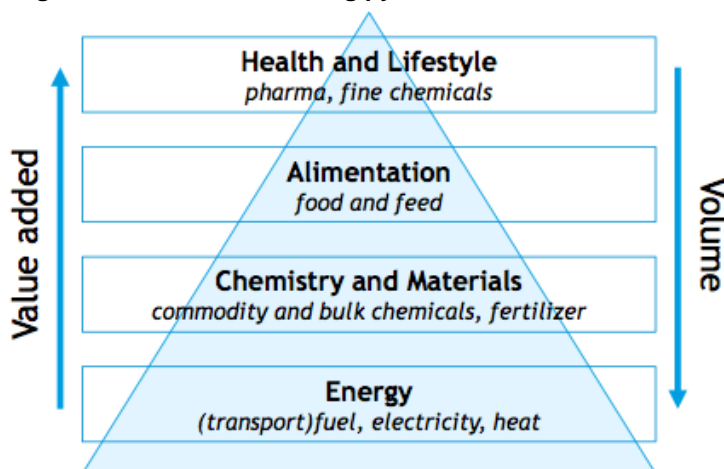 Health and Lifestyle
pharma, fine chemicals
Alimentation
food and feed
Chemistry and Materials
commodity and bulk chemicals, fertilizer
Energy
(transport)fuel, electricity, heat
Value added
Volume